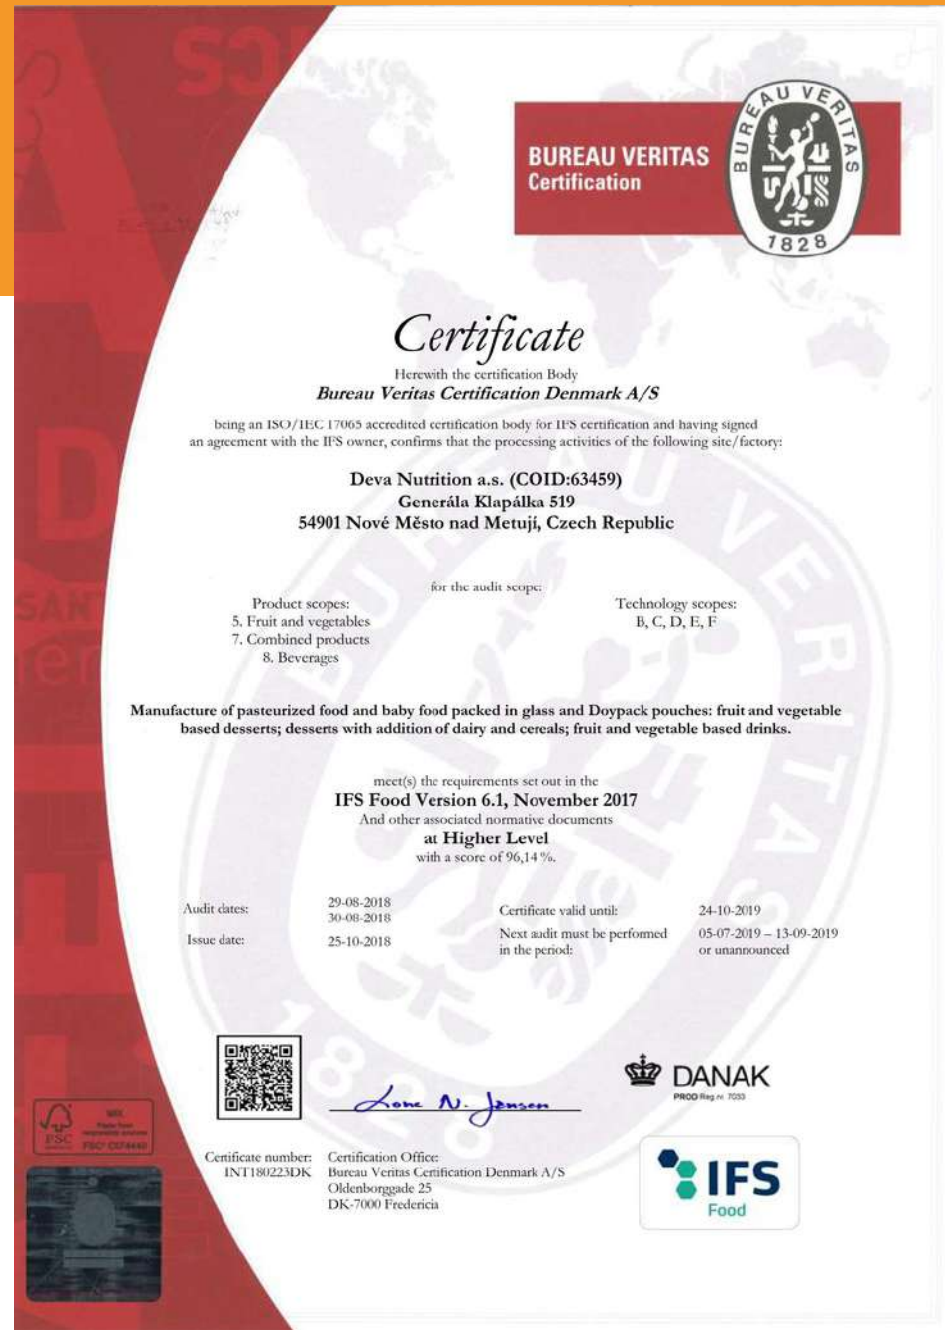 BUREAU VERITAS
Certification
BUREAU VERITAS
1828
Certificate
Herewith the certification Body
Bureau Veritas Certification Denmark A/S
being an ISO/IEC 17065 accredited certification body for IFS certification and having signed
an agreement with the IFS owner, confirms that the processing activities of the following site/factory:
Deva Nutrition a.s. (COID:63459)
Generála Klapálka 519
54901 Nové Město nad Metují, Czech Republic
for the audit scope:
Product scopes:
5. Fruit and vegetables
7. Combined products
8. Beverages
Technology scopes:
B, C, D, E, F
Manufacture of pasteurized food and baby food packed in glass and Doypack pouches: fruit and vegetable
based desserts; desserts with addition of dairy and cereals; fruit and vegetable based drinks.
meet(s) the requirements set out in the
IFS Food Version 6.1, November 2017
And other associated normative documents
at Higher Level
with a score of 96,14 %.
Audit dates:
29-08-2018
30-08-2018
Issue date:
25-10-2018
Certificate valid until:
24-10-2019
Next audit must be performed
in the period:
05-07-2019 – 13-09-2019
or unannounced
Lone N. Jensen
DANAK
PROD Reg.nr. 7033
Certificate number:
INT180223DK
Certification Office:
Bureau Veritas Certification Denmark A/S
Oldenborggade 25
DK-7000 Fredericia
IFS
Food
FSC
MIX
BUREAU VERITAS
1828